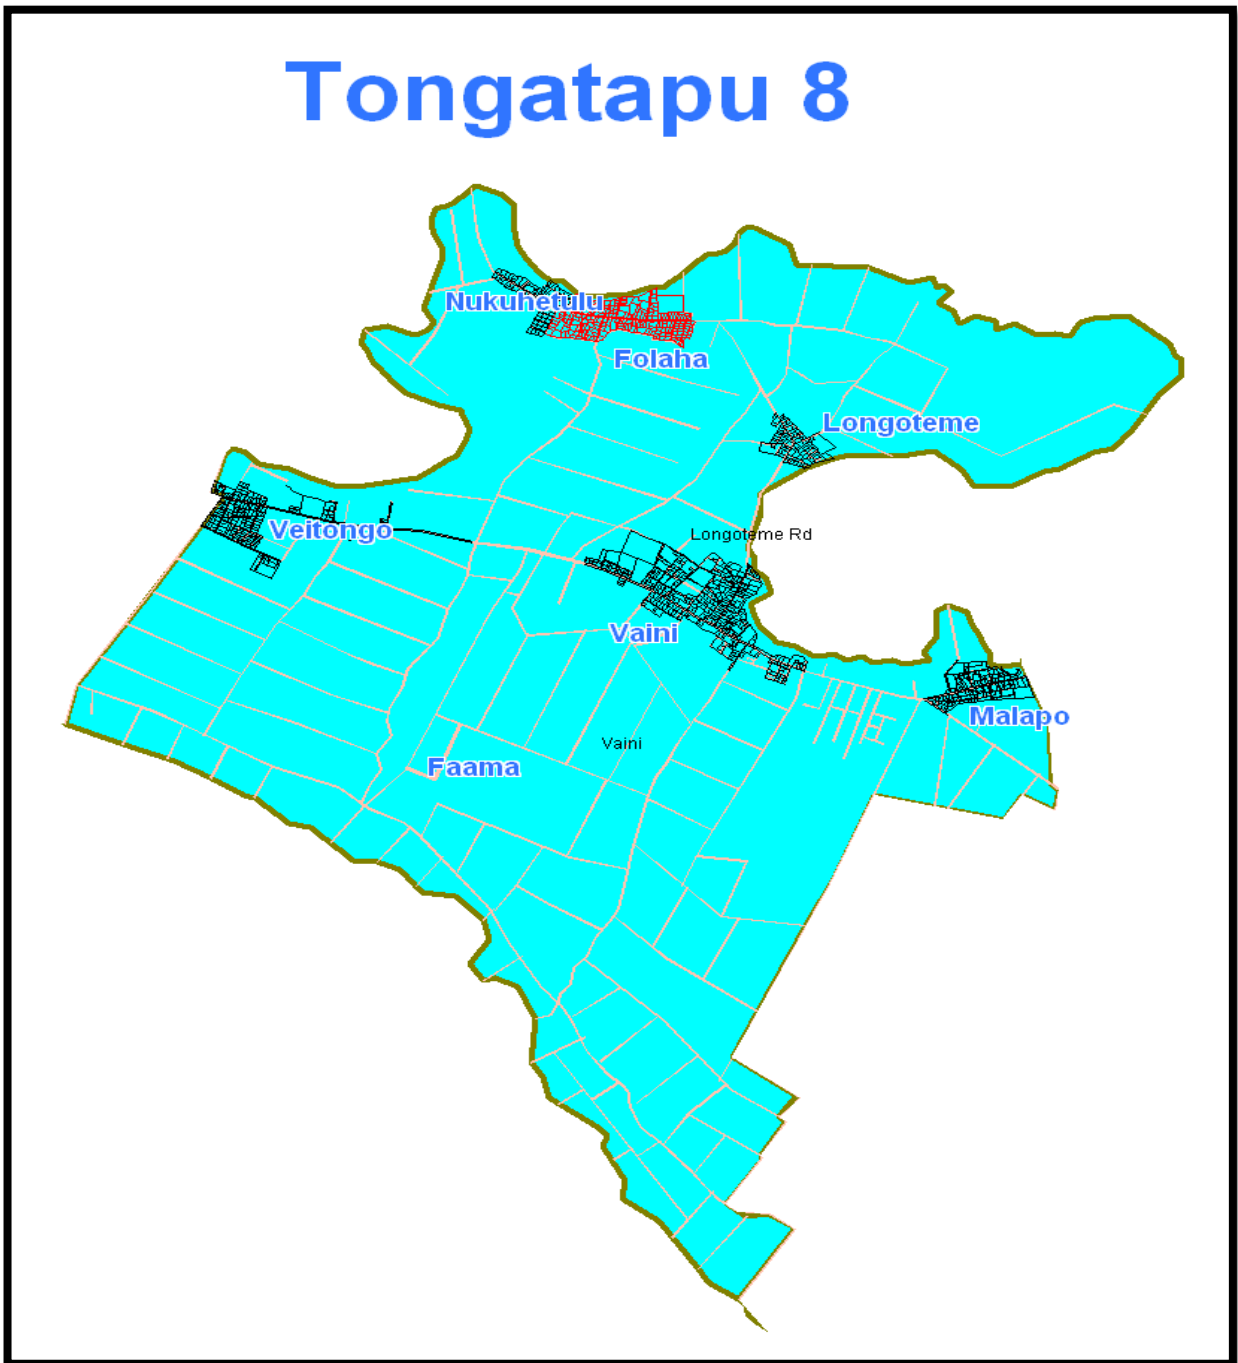 Tongatapu 8
Nukuhetulu
Folaha
Longoteme
Veitongo
Longoteme Rd
Vaini
Malapo
Vaini
Faama